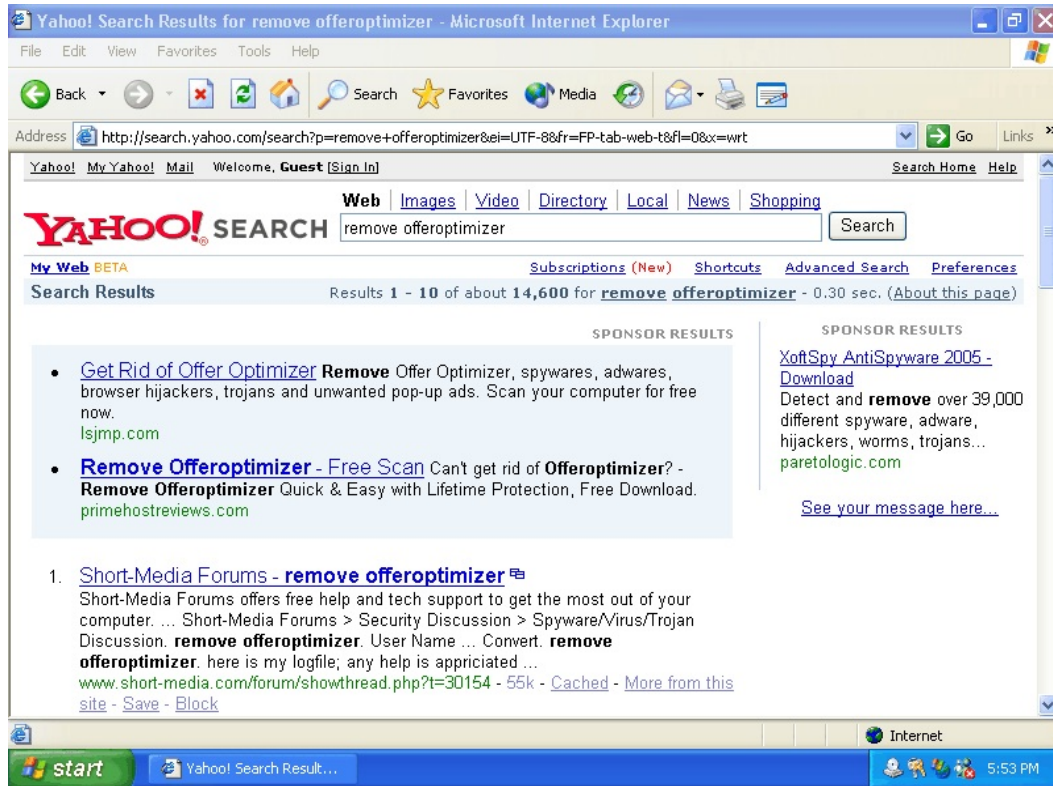 Yahoo! Search Results for remove offeroptimizer - Microsoft Internet Explorer
File Edit View Favorites Tools Help
Back Search Favorites Media
Address http://search.yahoo.com/search?p=remove+offeroptimizer&ei=UTF-8&fr=FP-tab-web-t&fl=0&x=wrt Go Links »
Yahoo! My Yahoo! Mail Welcome, Guest [Sign In] Search Home Help
Web | Images | Video | Directory | Local | News | Shopping
YAHOO! SEARCH remove offeroptimizer Search
My Web BETA Subscriptions (New) Shortcuts Advanced Search Preferences
Search Results Results 1 - 10 of about 14,600 for remove offeroptimizer - 0.30 sec. (About this page)
SPONSOR RESULTS
• Get Rid of Offer Optimizer Remove Offer Optimizer, spywares, adwares,
browser hijackers, trojans and unwanted pop-up ads. Scan your computer for free
now.
lsjmp.com
• Remove Offeroptimizer - Free Scan Can't get rid of Offeroptimizer? -
Remove Offeroptimizer Quick & Easy with Lifetime Protection, Free Download.
primehostreviews.com
SPONSOR RESULTS
XoftSpy AntiSpyware 2005 -
Download
Detect and remove over 39,000
different spyware, adware,
hijackers, worms, trojans...
paretologic.com
See your message here...
1. Short-Media Forums - remove offeroptimizer
Short-Media Forums offers free help and tech support to get the most out of your
computer. ... Short-Media Forums > Security Discussion > Spyware/Virus/Trojan
Discussion. remove offeroptimizer. User Name ... Convert. remove
offeroptimizer. here is my logfile; any help is appriciated ...
www.short-media.com/forum/showthread.php?t=30154 - 55k - Cached - More from this
site - Save - Block
Internet
start Yahoo! Search Result... 5:53 PM